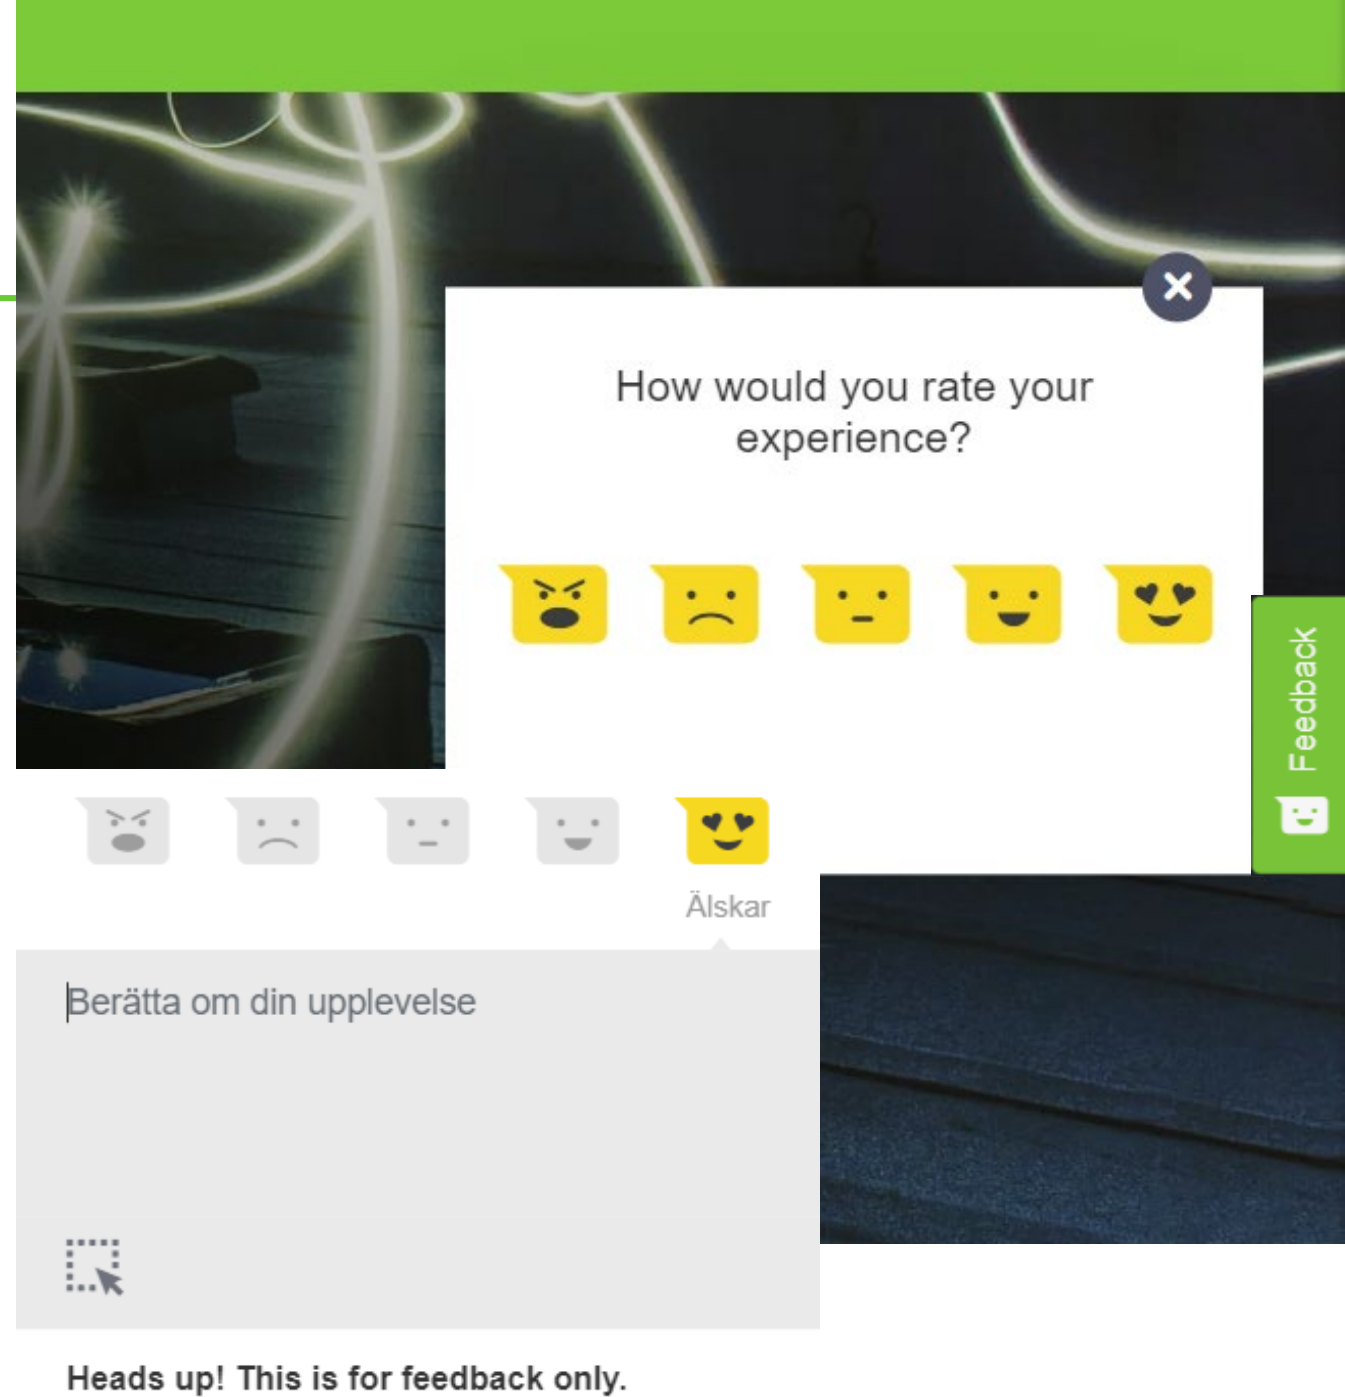 How would you rate your
experience?
Feedback
Älskar
Berätta om din upplevelse
Heads up! This is for feedback only.